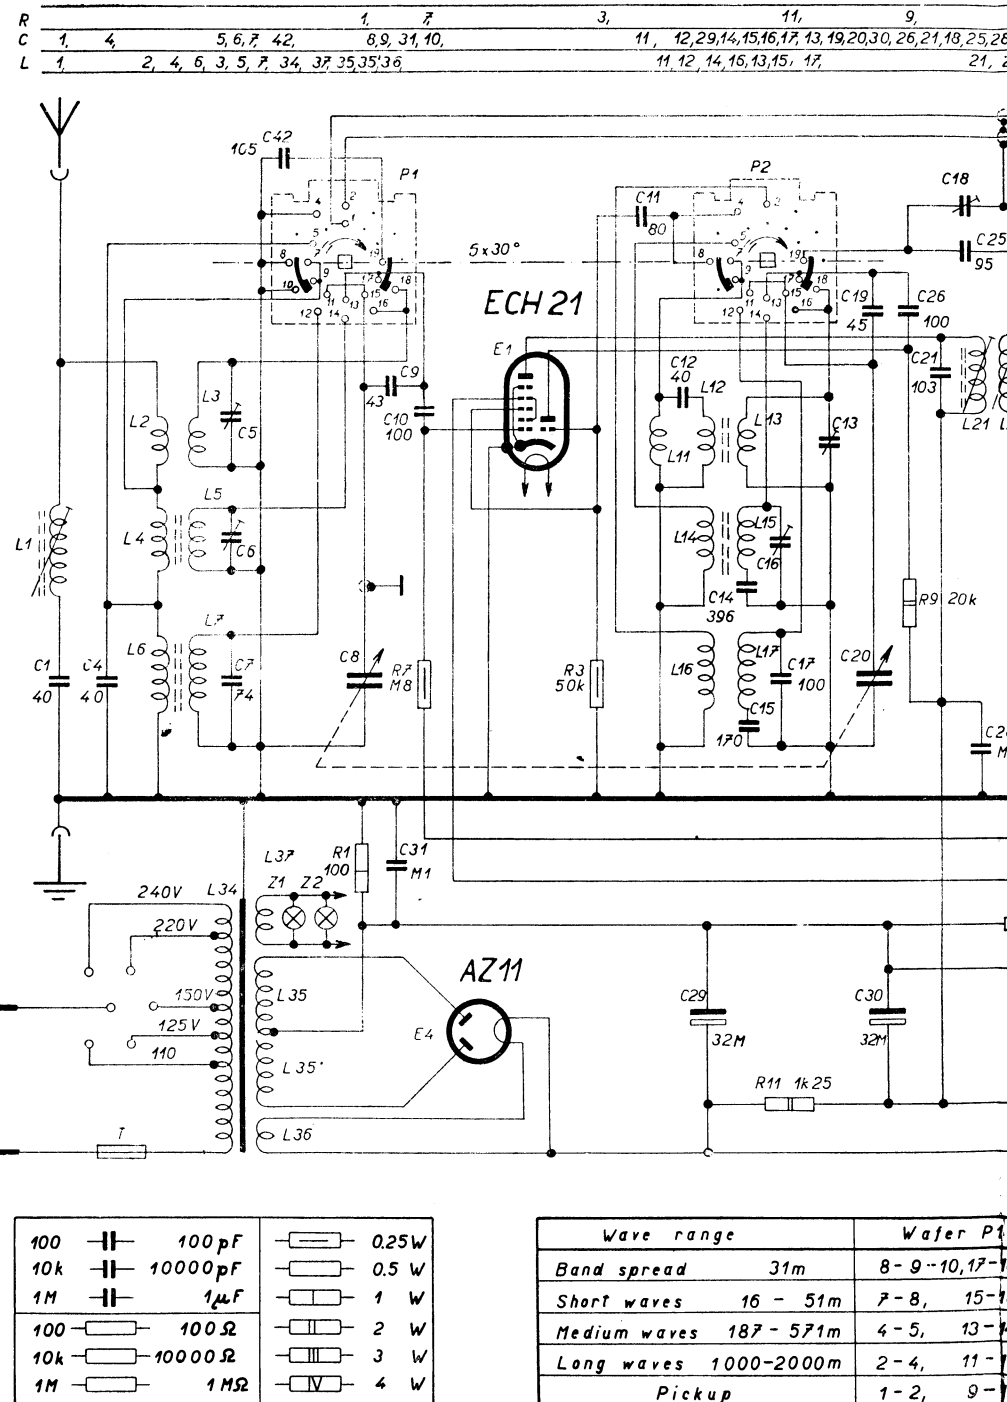 R 1, 7, 3, 11, 9,
C 1, 4, 5, 6, 7, 42, 8,9, 31, 10, 11, 12,29,14,15,16,17, 13, 19,20,30, 26,21,18,25,28
L 1, 2, 4, 6, 3, 5, 7, 34, 37, 35,35'36 11, 12, 14, 16, 13, 15, 17, 21,
C42
105
P1
P2
C11
80
C18
C25
95
5x30°
ECH 21
E1
C19
45
C26
100
C21
103
L21
C9
43
C10
100
C12
40
L12
L13
C13
L11
L2
L3
C5
L1
L4
L5
C6
L14
L15
C16
C14
396
R9 20k
L6
L7
C7
74
C1
40
C4
40
C8
R7
M8
R3
50k
L16
L17
C17
100
C15
170
C20
L37
Z1 Z2
R1
100
C31
M1
L34
240V
220V
150V
125V
110
L35
L35'
L36
T
AZ11
E4
C29
32M
C30
32M
R11 1k25
100 100pF
10k 10000pF
1M 1µF
100 100Ω
10k 10000Ω
1M 1MΩ
0.25W
0.5 W
1 W
2 W
3 W
4 W
Wave range Wafer P1
Band spread 31m 8-9--10,17-
Short waves 16 - 51m 7-8, 15-
Medium waves 187 - 571m 4-5, 13-
Long waves 1000-2000m 2-4, 11-
Pickup 1-2, 9-